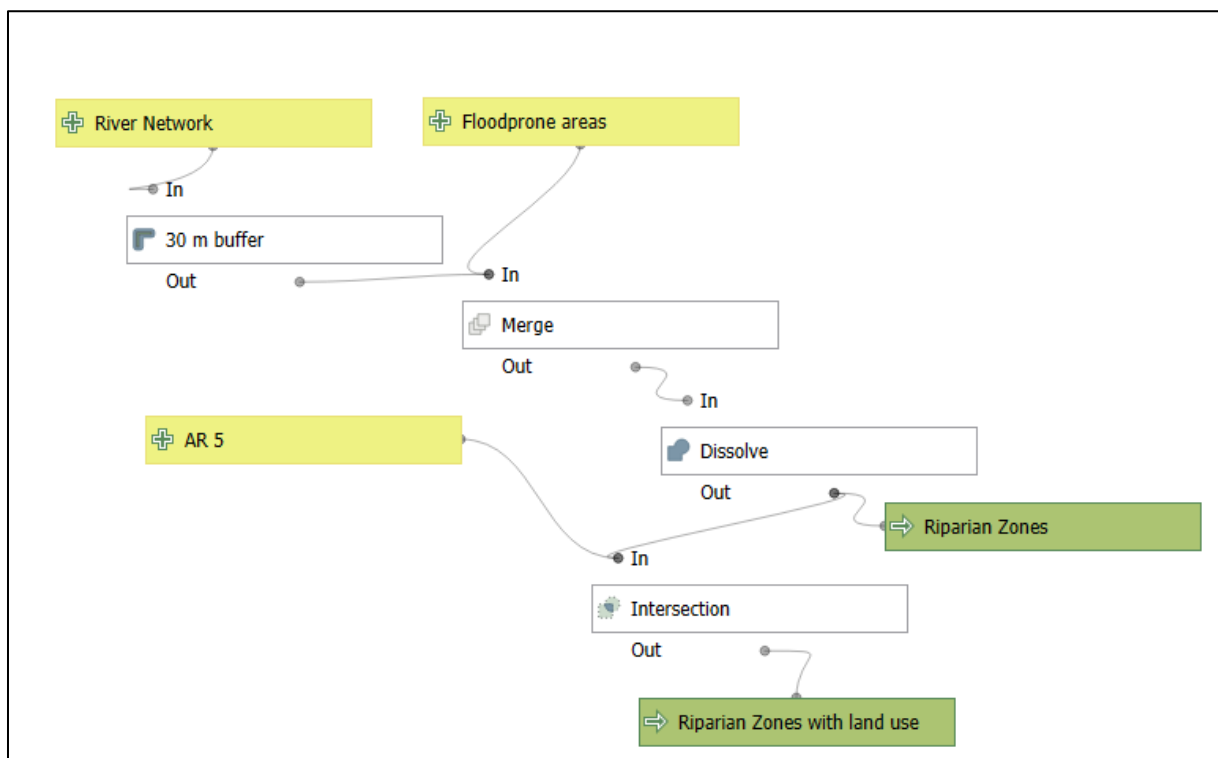 River Network
Floodprone areas
In
30 m buffer
Out
In
Merge
Out
In
AR 5
Dissolve
Out
Riparian Zones
In
Intersection
Out
Riparian Zones with land use